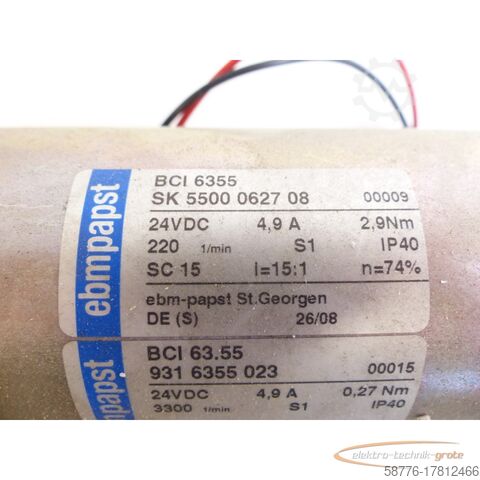 ebmpapst
BCI 6355
SK 5500 0627 08 00009
24VDC 4,9 A 2,9Nm
220 1/min S1 IP40
SC 15 I=15:1 n=74%
ebm-papst St.Georgen
DE (S) 26/08
mpapst
BCI 63.55
931 6355 023 00015
24VDC 4,9 A 0,27 Nm
3300 1/min S1 IP40
elektro-technik-grote
58776-17812466